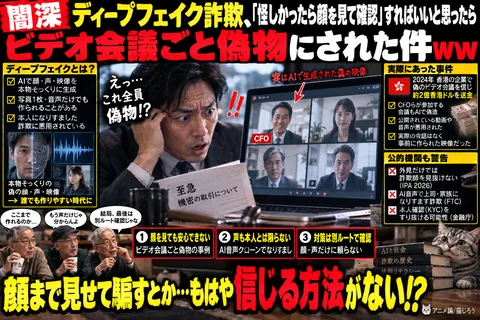 闇深
ディープフェイク詐欺、「怪しかったら顔を見て確認」すればいいと思ったら
ビデオ会議ごと偽物にされた件ww
ディープフェイクとは?
AIで顔・声・映像を
本物そっくりに生成
写真1枚・音声だけでも
作られることがある
本人になりすました
詐欺に悪用されている
本物そっくりの
偽の顔・声・映像
→ 誰でも作りやすい時代に
えっ…
これ全員
偽物!?
!!
実はAIで生成された偽の映像
CFO
至急
機密の取引について
実際にあった事件
2024年 香港の企業で
ビデオ会議を信じ
約2億香港ドルを送金
CFOらが参加する
会議もAIで偽造
公開されている動画や
音声が悪用された
実際の会話はなく
事前に作られた映像だった
公的機関も警告
外見だけでは
詐欺師を見抜けない
(IPA 2026)
AI音声で上司・家族に
なりすます詐欺 (FTC)
本人確認(KYC)をも
すり抜ける可能性 (金融庁)
ここまで
作れるのか…
もう声だけじゃ
分からんよ
結局、最後は
別ルート確認じゃな
1 顔を見ても安心できない
ビデオ会議ごと偽物の事例
2 声も本人とは限らない
AI音声クローンでなりすまし
3 対策は別ルートで確認
顔・声だけに頼らない
AIと社会
顔まで見せて騙すとか…もはや信じる方法がない!?
アニメ論/猫じろう